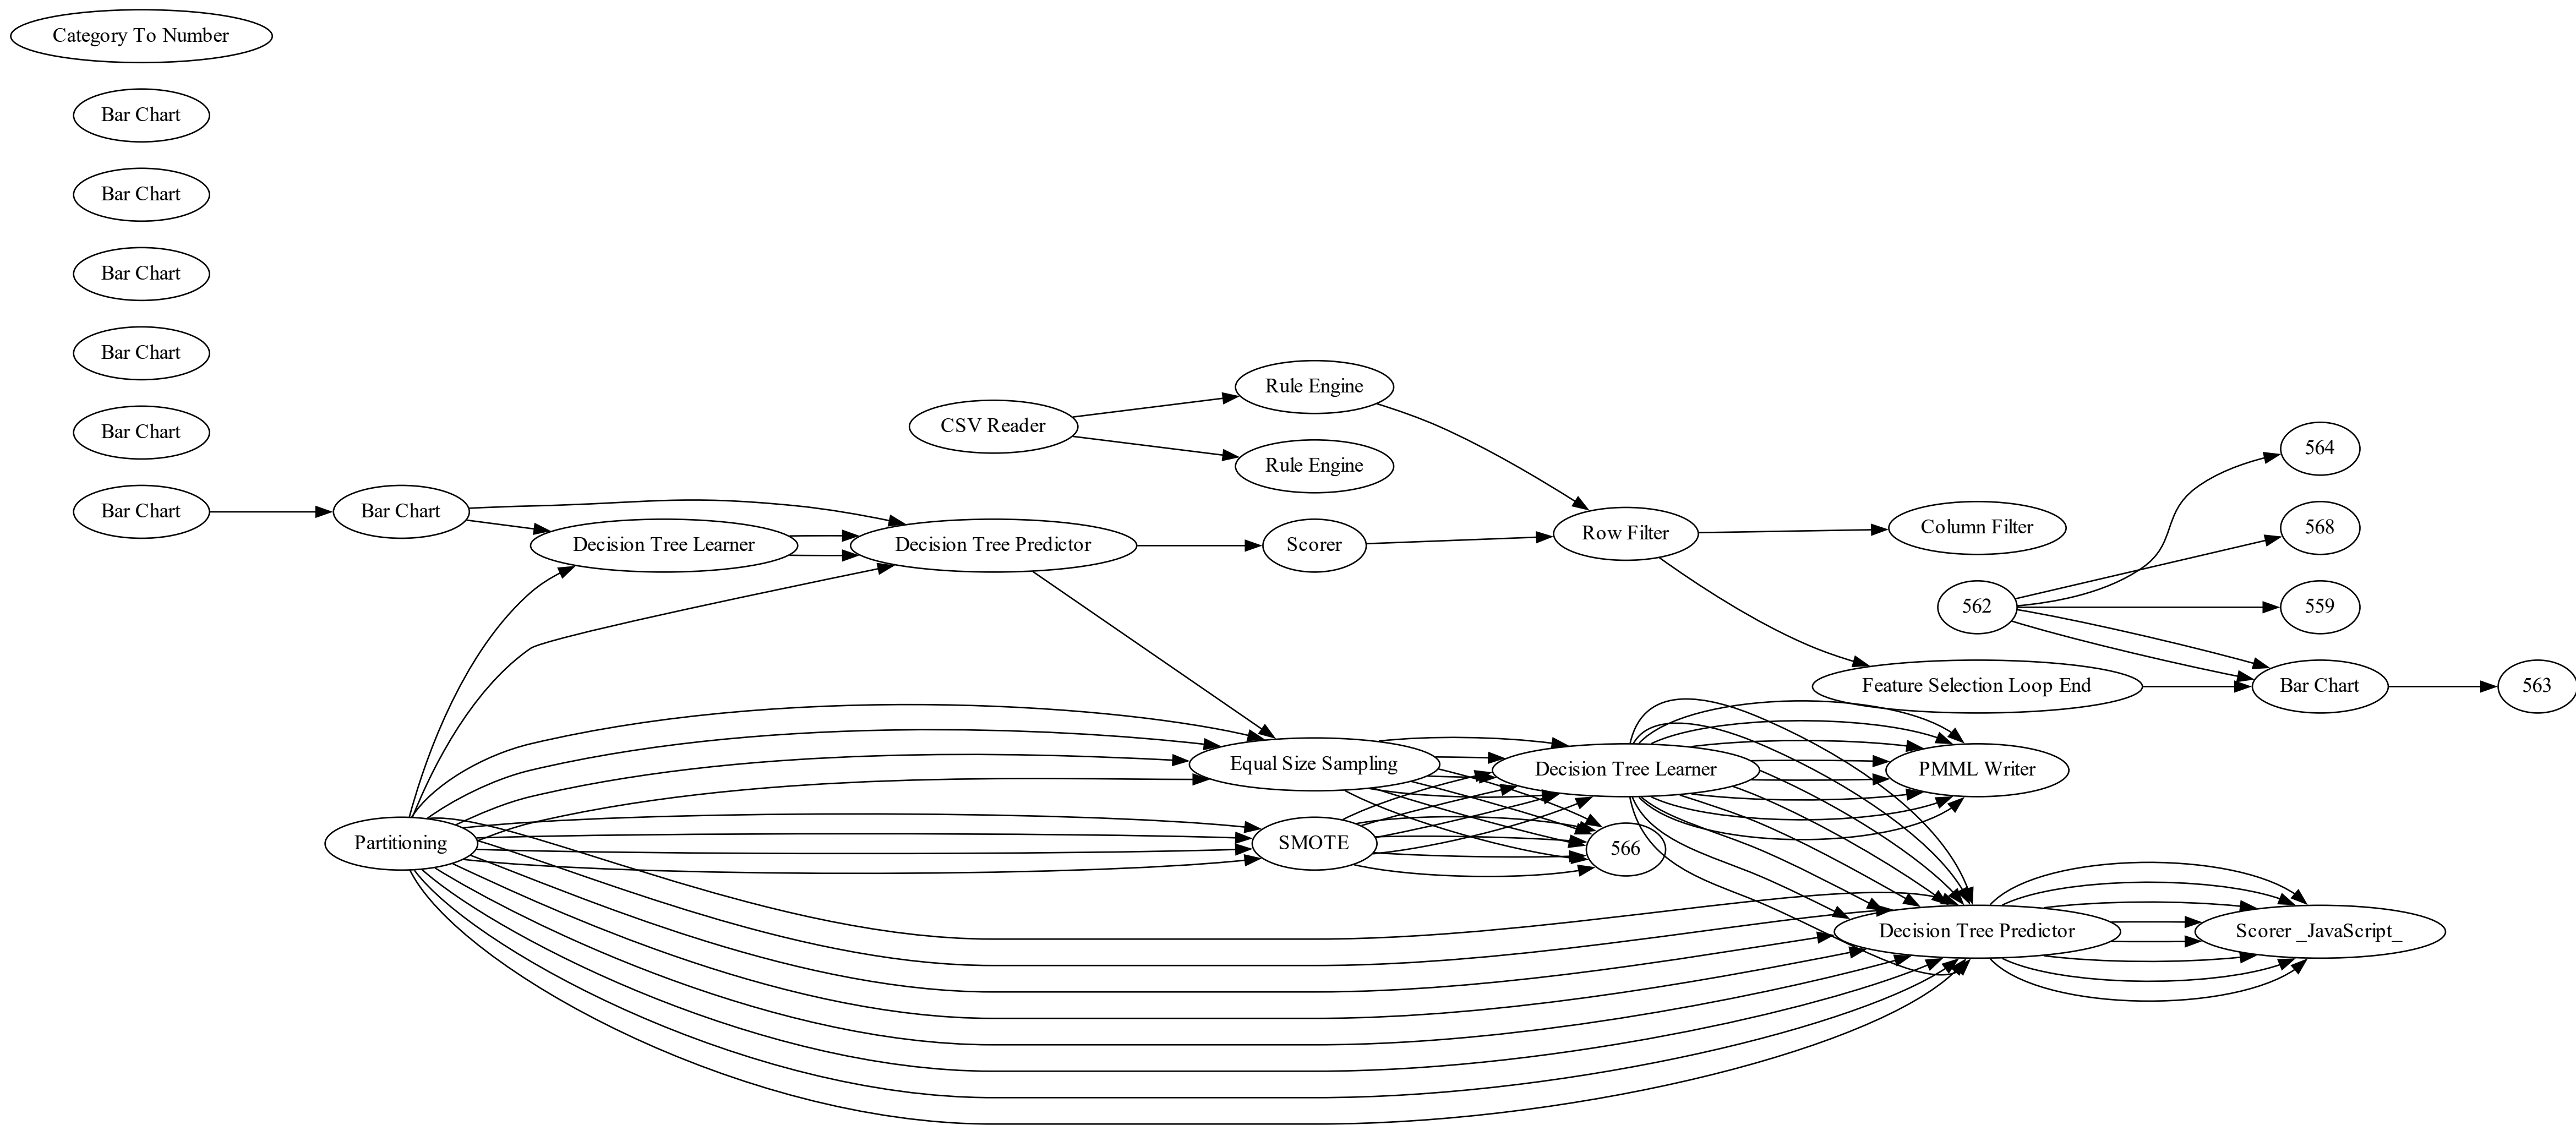 Category To Number
Bar Chart
Bar Chart
Bar Chart
Bar Chart
Rule Engine
CSV Reader
Bar Chart
564
Rule Engine
Bar Chart
Bar Chart
568
Column Filter
Row Filter
Decision Tree Learner
Decision Tree Predictor
Scorer
562
559
Feature Selection Loop End
Bar Chart
563
Equal Size Sampling
Decision Tree Learner
PMML Writer
Partitioning
SMOTE
566
Decision Tree Predictor
Scorer _JavaScript_